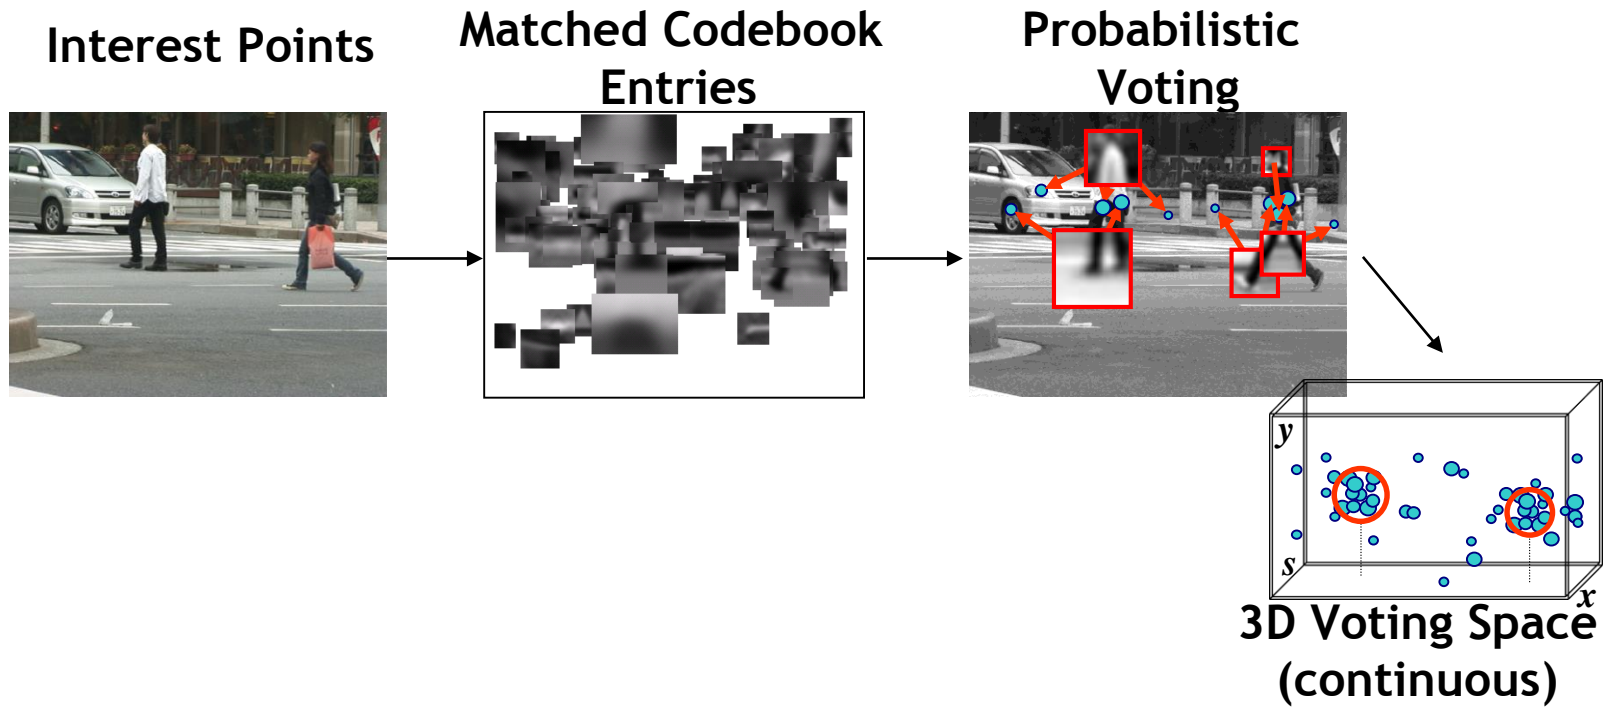 Interest Points
Matched Codebook
Entries
Probabilistic
Voting
y
s
x
3D Voting Space
(continuous)